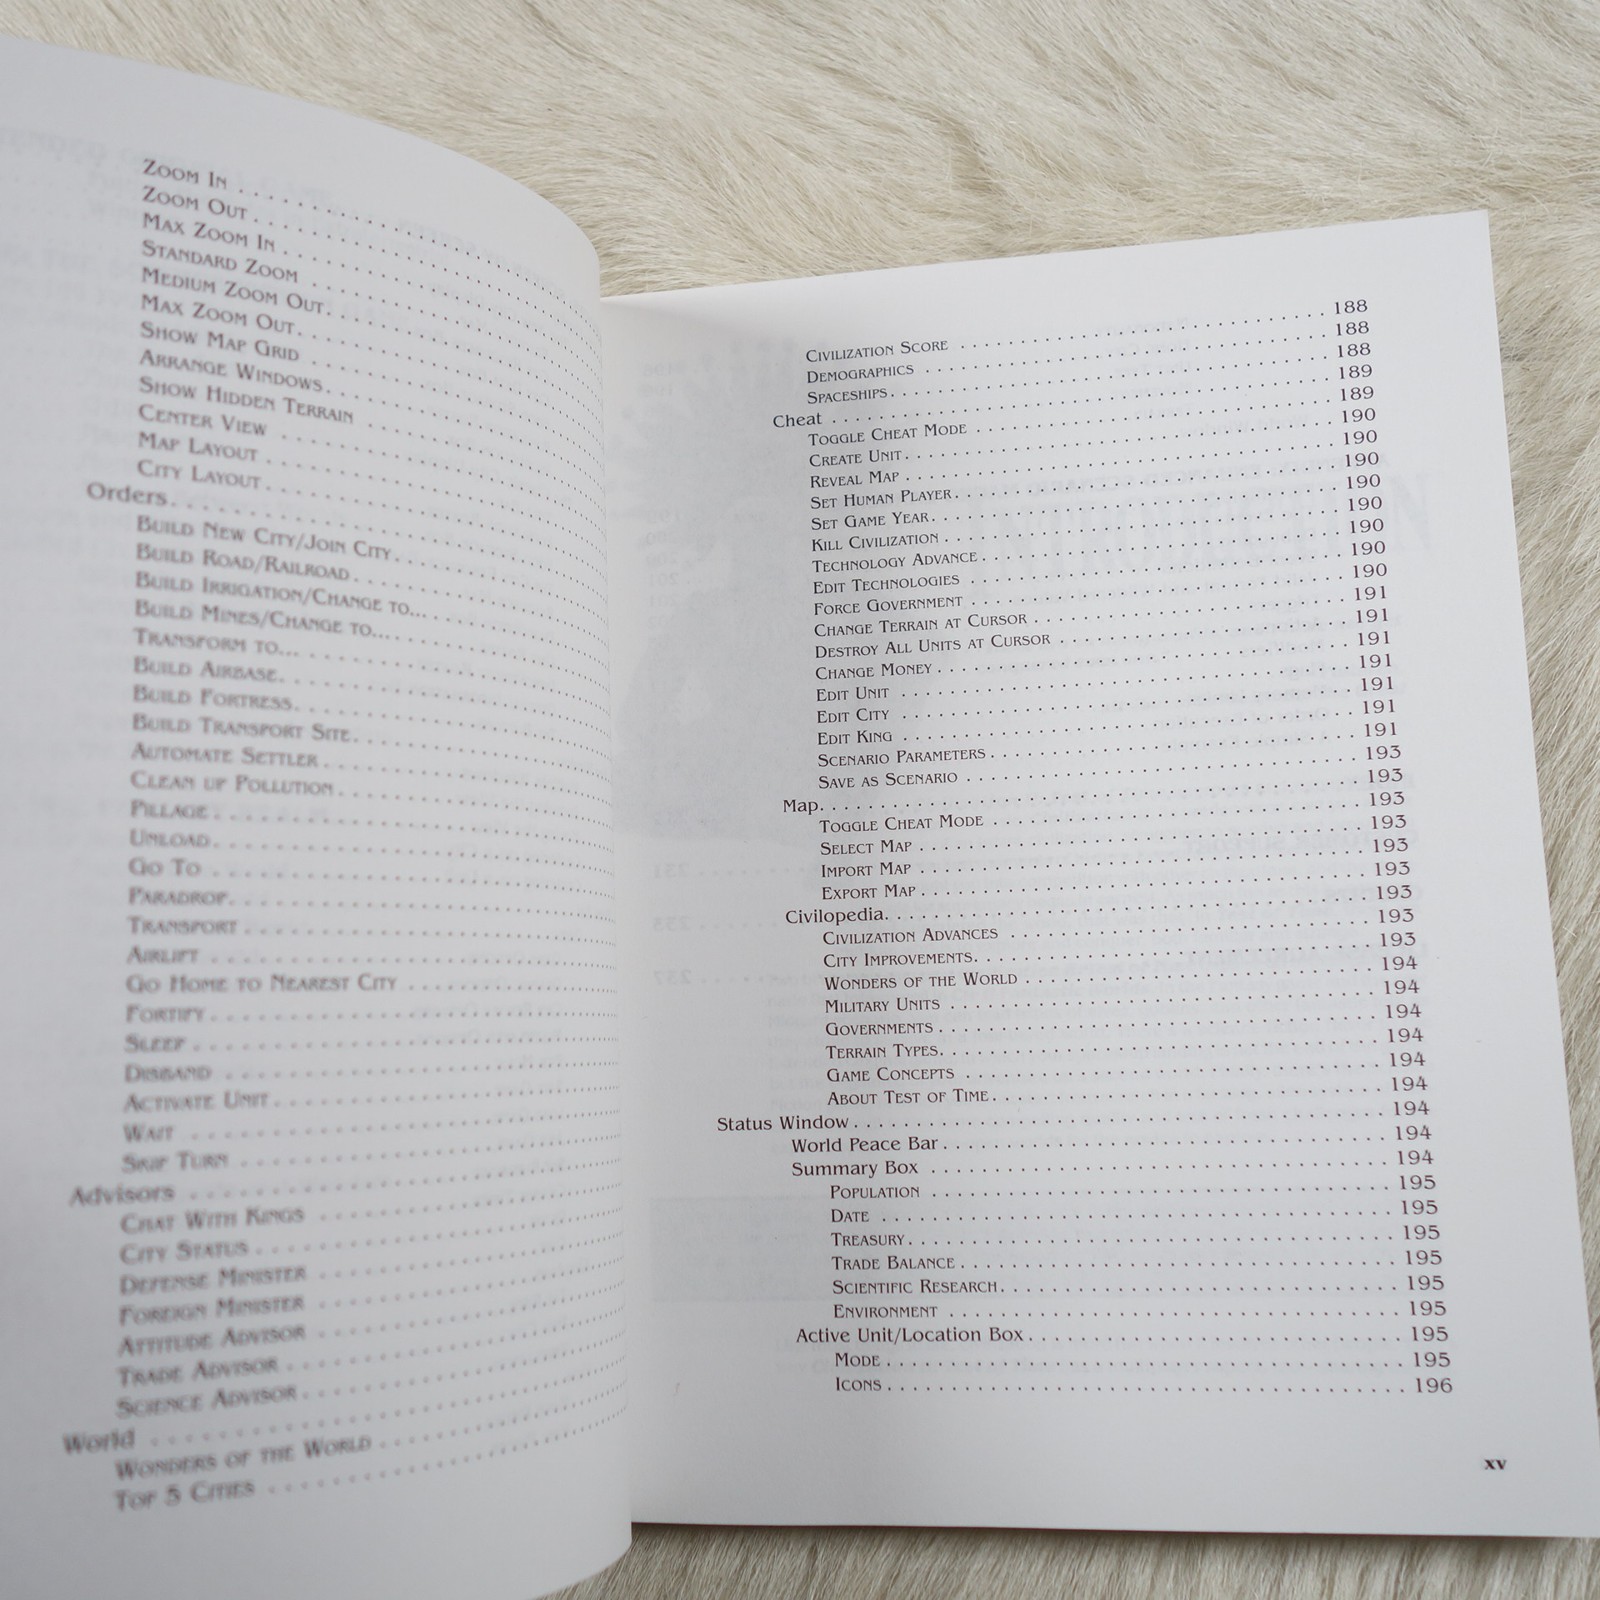 Zoom In . . . . . . . . . . . . . . . . . . . .
Zoom Out . . . . . . . . . . . . . . . . . . . .
Max Zoom In . . . . . . . . . . . . . . . . . . . .
Standard Zoom . . . . . . . . . . . . . . . . . . . .
Medium Zoom Out . . . . . . . . . . . . . . . . . . . .
Max Zoom Out . . . . . . . . . . . . . . . . . . . .
Show Map Grid . . . . . . . . . . . . . . . . . . . .
Arrange Windows . . . . . . . . . . . . . . . . . . . .
Show Hidden Terrain . . . . . . . . . . . . . . . . . . . .
Center View . . . . . . . . . . . . . . . . . . . .
Map Layout . . . . . . . . . . . . . . . . . . . .
City Layout . . . . . . . . . . . . . . . . . . . .
Orders . . . . . . . . . . . . . . . . . . . .
Build New City/Join City . . . . . . . . . . . . . . . . . . . .
Build Road/Railroad . . . . . . . . . . . . . . . . . . . .
Build Irrigation/Change to... . . . . . . . . . . . . . . . . . . . .
Build Mines/Change to... . . . . . . . . . . . . . . . . . . . .
Transform to... . . . . . . . . . . . . . . . . . . . .
Build Airbase . . . . . . . . . . . . . . . . . . . .
Build Fortress . . . . . . . . . . . . . . . . . . . .
Build Transport Site . . . . . . . . . . . . . . . . . . . .
Automate Settler . . . . . . . . . . . . . . . . . . . .
Clean up Pollution . . . . . . . . . . . . . . . . . . . .
Pillage . . . . . . . . . . . . . . . . . . . .
Unload . . . . . . . . . . . . . . . . . . . .
Go To . . . . . . . . . . . . . . . . . . . .
Paradrop . . . . . . . . . . . . . . . . . . . .
Transport . . . . . . . . . . . . . . . . . . . .
Airlift . . . . . . . . . . . . . . . . . . . .
Go Home to Nearest City . . . . . . . . . . . . . . . . . . . .
Fortify . . . . . . . . . . . . . . . . . . . .
Sleep . . . . . . . . . . . . . . . . . . . .
Disband . . . . . . . . . . . . . . . . . . . .
Activate Unit . . . . . . . . . . . . . . . . . . . .
Wait . . . . . . . . . . . . . . . . . . . .
Skip Turn . . . . . . . . . . . . . . . . . . . .
Advisors . . . . . . . . . . . . . . . . . . . .
Chat With Kings . . . . . . . . . . . . . . . . . . . .
City Status . . . . . . . . . . . . . . . . . . . .
Defense Minister . . . . . . . . . . . . . . . . . . . .
Foreign Minister . . . . . . . . . . . . . . . . . . . .
Attitude Advisor . . . . . . . . . . . . . . . . . . . .
Trade Advisor . . . . . . . . . . . . . . . . . . . .
Science Advisor . . . . . . . . . . . . . . . . . . . .
World . . . . . . . . . . . . . . . . . . . .
Wonders of the World . . . . . . . . . . . . . . . . . . . .
Top 5 Cities . . . . . . . . . . . . . . . . . . . .
Civilization Score . . . . . . . . . . . . . . . . . . . . 188
Demographics . . . . . . . . . . . . . . . . . . . . 188
Spaceships . . . . . . . . . . . . . . . . . . . . 188
Cheat . . . . . . . . . . . . . . . . . . . . 189
Toggle Cheat Mode . . . . . . . . . . . . . . . . . . . . 189
Create Unit . . . . . . . . . . . . . . . . . . . . 190
Reveal Map . . . . . . . . . . . . . . . . . . . . 190
Set Human Player . . . . . . . . . . . . . . . . . . . . 190
Set Game Year . . . . . . . . . . . . . . . . . . . . 190
Kill Civilization . . . . . . . . . . . . . . . . . . . . 190
Technology Advance . . . . . . . . . . . . . . . . . . . . 190
Edit Technologies . . . . . . . . . . . . . . . . . . . . 190
Force Government . . . . . . . . . . . . . . . . . . . . 190
Change Terrain at Cursor . . . . . . . . . . . . . . . . . . . . 191
Destroy All Units at Cursor . . . . . . . . . . . . . . . . . . . . 191
Change Money . . . . . . . . . . . . . . . . . . . . 191
Edit Unit . . . . . . . . . . . . . . . . . . . . 191
Edit City . . . . . . . . . . . . . . . . . . . . 191
Edit King . . . . . . . . . . . . . . . . . . . . 191
Scenario Parameters . . . . . . . . . . . . . . . . . . . . 191
Save as Scenario . . . . . . . . . . . . . . . . . . . . 193
Map . . . . . . . . . . . . . . . . . . . . 193
Toggle Cheat Mode . . . . . . . . . . . . . . . . . . . . 193
Select Map . . . . . . . . . . . . . . . . . . . . 193
Import Map . . . . . . . . . . . . . . . . . . . . 193
Export Map . . . . . . . . . . . . . . . . . . . . 193
Civilopedia . . . . . . . . . . . . . . . . . . . . 193
Civilization Advances . . . . . . . . . . . . . . . . . . . . 193
City Improvements . . . . . . . . . . . . . . . . . . . . 193
Wonders of the World . . . . . . . . . . . . . . . . . . . . 194
Military Units . . . . . . . . . . . . . . . . . . . . 194
Governments . . . . . . . . . . . . . . . . . . . . 194
Terrain Types . . . . . . . . . . . . . . . . . . . . 194
Game Concepts . . . . . . . . . . . . . . . . . . . . 194
About Test of Time . . . . . . . . . . . . . . . . . . . . 194
Status Window . . . . . . . . . . . . . . . . . . . . 194
World Peace Bar . . . . . . . . . . . . . . . . . . . . 194
Summary Box . . . . . . . . . . . . . . . . . . . . 194
Population . . . . . . . . . . . . . . . . . . . . 195
Date . . . . . . . . . . . . . . . . . . . . 195
Treasury . . . . . . . . . . . . . . . . . . . . 195
Trade Balance . . . . . . . . . . . . . . . . . . . . 195
Scientific Research . . . . . . . . . . . . . . . . . . . . 195
Environment . . . . . . . . . . . . . . . . . . . . 195
Active Unit/Location Box . . . . . . . . . . . . . . . . . . . . 195
Mode . . . . . . . . . . . . . . . . . . . . 195
Icons . . . . . . . . . . . . . . . . . . . . 196
xv